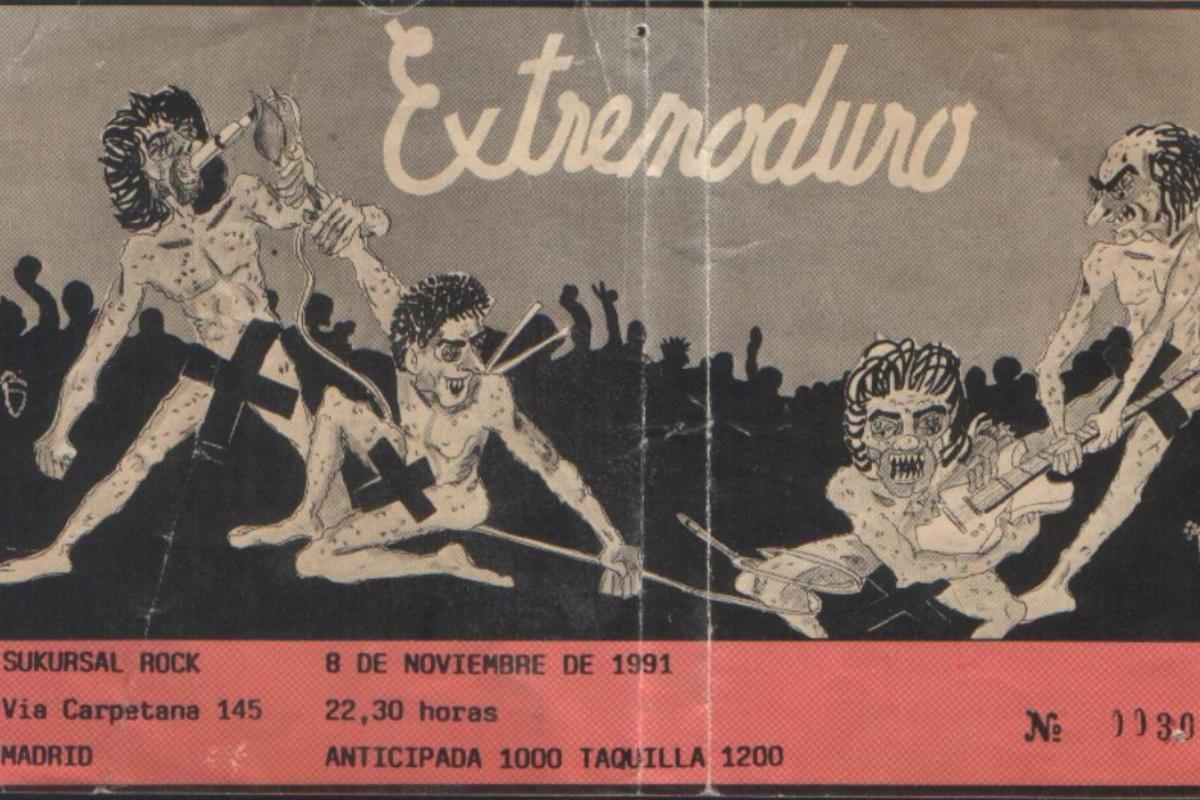 Extremoduro
SUKURSAL ROCK
Via Carpetana 145
MADRID
8 DE NOVIEMBRE DE 1991
22,30 horas
ANTICIPADA 1000 TAQUILLA 1200
№